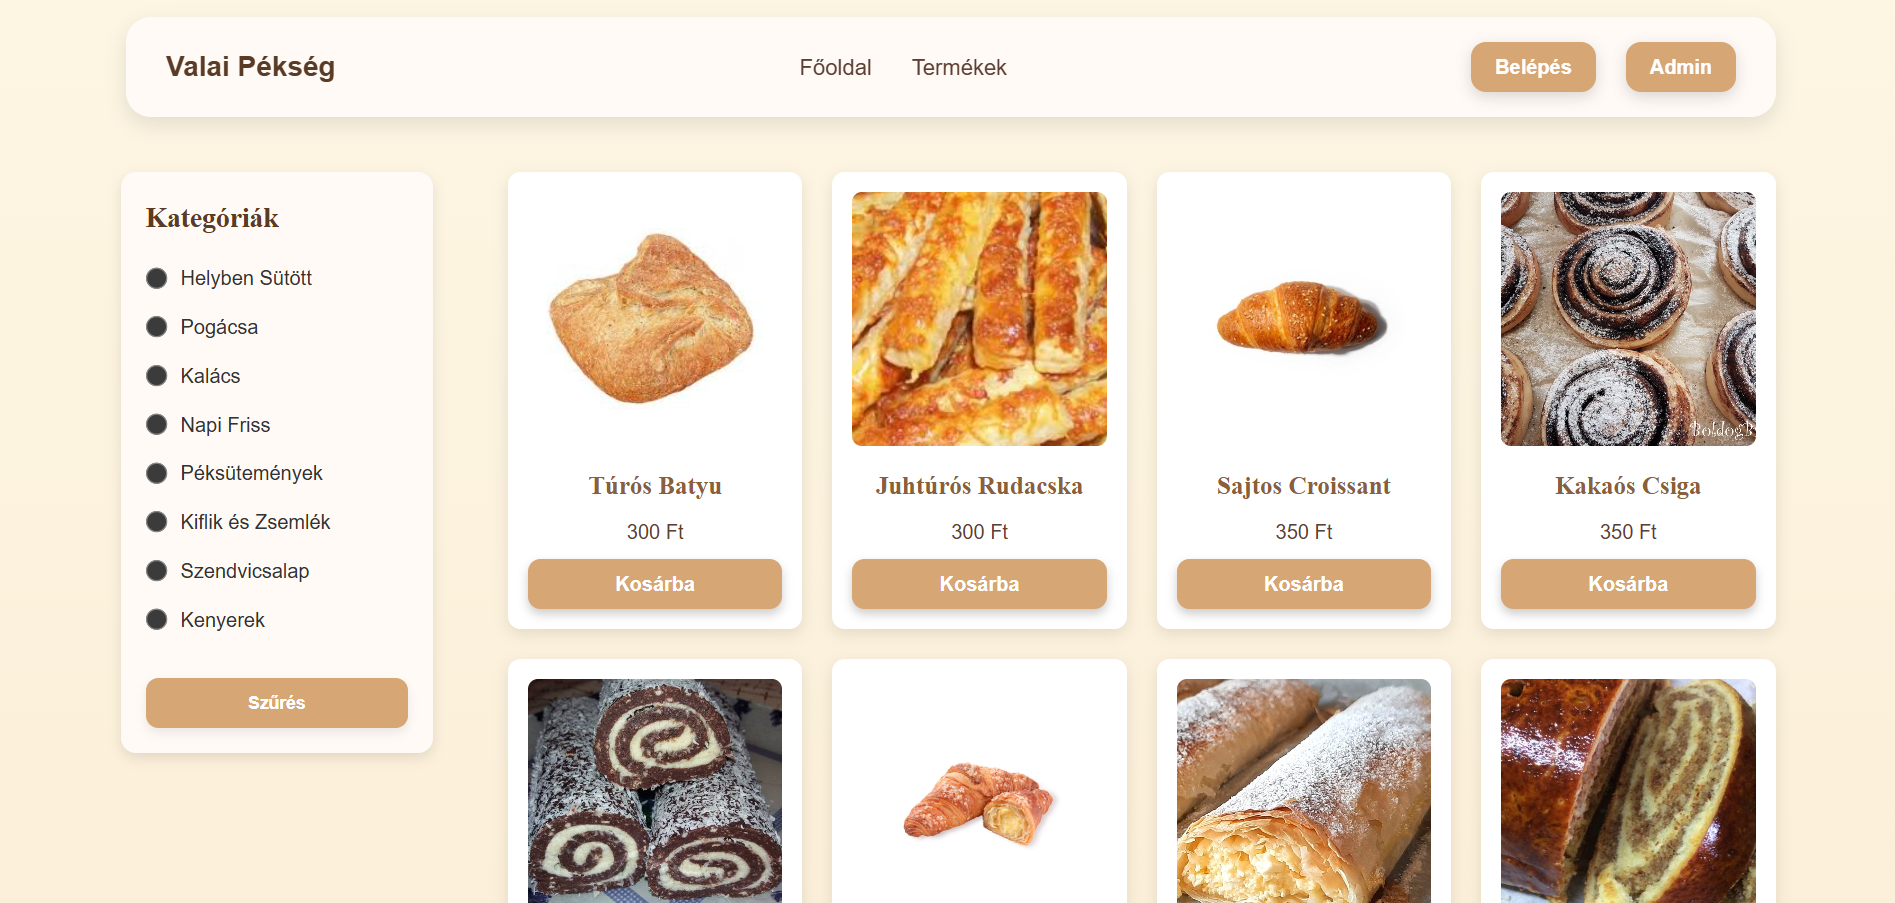 Valai Pékség
Főoldal
Termékek
Belépés
Admin
Kategóriák
Helyben Sütött
Pogácsa
Kalács
Napi Friss
Péksütemények
Kiflik és Zsemlék
Szendvicsalap
Kenyerek
Szűrés
Túrós Batyu
300 Ft
Kosárba
Juhtúrós Rudacska
300 Ft
Kosárba
Sajtos Croissant
350 Ft
Kosárba
Kakaós Csiga
350 Ft
Kosárba